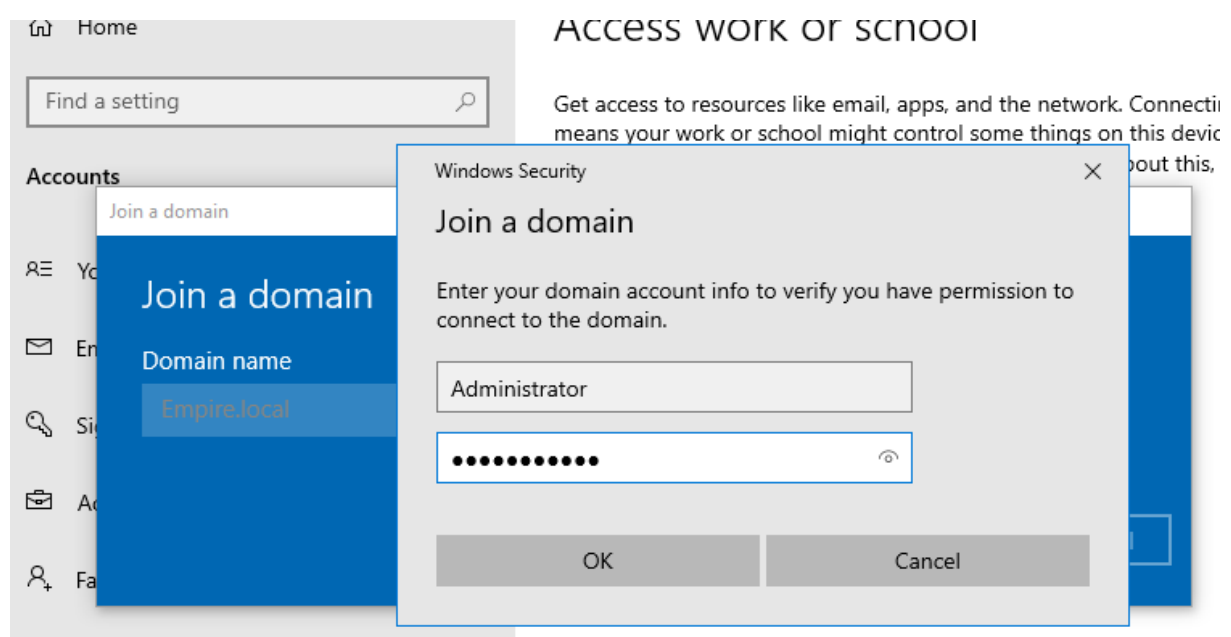 Home
Access work or school
Find a setting
Get access to resources like email, apps, and the network.
means your work or school might control some things on this
Accounts
Windows Security
bout this,
Join a domain
Join a domain
Enter your domain account info to verify you have permission to
connect to the domain.
Join a domain
Domain name
Empire.local
Administrator
OK
Cancel